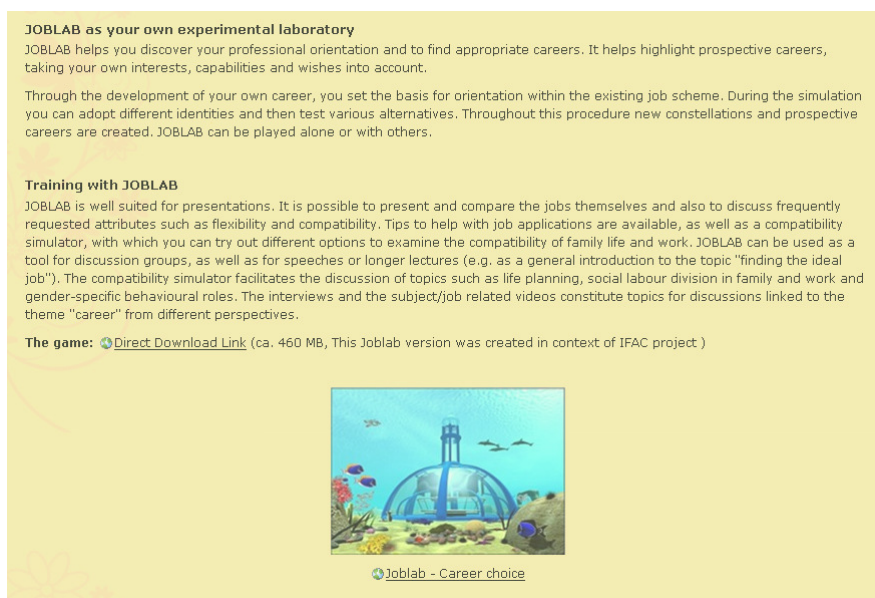 JOBLAB as your own experimental laboratory
JOBLAB helps you discover your professional orientation and to find appropriate careers. It helps highlight prospective careers,
taking your own interests, capabilities and wishes into account.
Through the development of your own career, you set the basis for orientation within the existing job scheme. During the simulation
you can adopt different identities and then test various alternatives. Throughout this procedure new constellations and prospective
careers are created. JOBLAB can be played alone or with others.
Training with JOBLAB
JOBLAB is well suited for presentations. It is possible to present and compare the jobs themselves and also to discuss frequently
requested attributes such as flexibility and compatibility. Tips to help with job applications are available, as well as a compatibility
simulator, with which you can try out different options to examine the compatibility of family life and work. JOBLAB can be used as a
tool for discussion groups, as well as for speeches or longer lectures (e.g. as a general introduction to the topic "finding the ideal
job"). The compatibility simulator facilitates the discussion of topics such as life planning, social labour division in family and work and
gender-specific behavioural roles. The interviews and the subject/job related videos constitute topics for discussions linked to the
theme "career" from different perspectives.
The game: Direct Download Link (ca. 460 MB, This Joblab version was created in context of IFAC project )
Joblab - Career choice